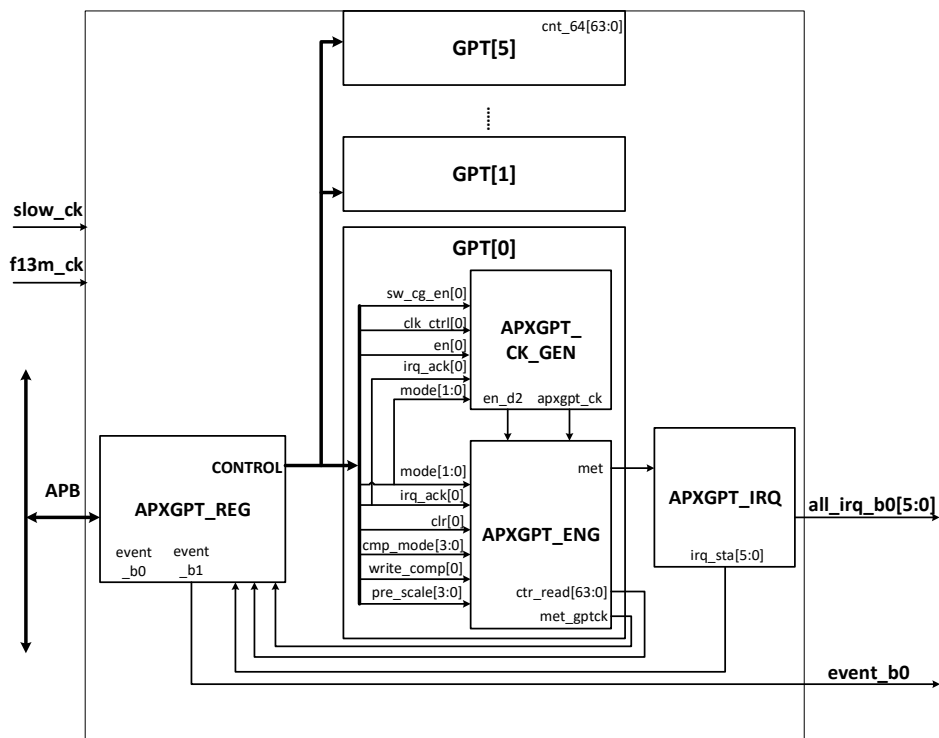 cnt_64[63:0]
GPT[5]
GPT[1]
slow_ck
f13m_ck
GPT[0]
sw_cg_en[0]
clk_ctrl[0]
en[0]
irq_ack[0]
mode[1:0]
APXGPT_
CK_GEN
en_d2 apxgpt_ck
APB
CONTROL
APXGPT_REG
event
_b0
event
_b1
mode[1:0]
irq_ack[0]
clr[0]
cmp_mode[3:0]
write_comp[0]
pre_scale[3:0]
met
APXGPT_ENG
ctr_read[63:0]
met_gptck
APXGPT_IRQ
irq_sta[5:0]
all_irq_b0[5:0]
event_b0